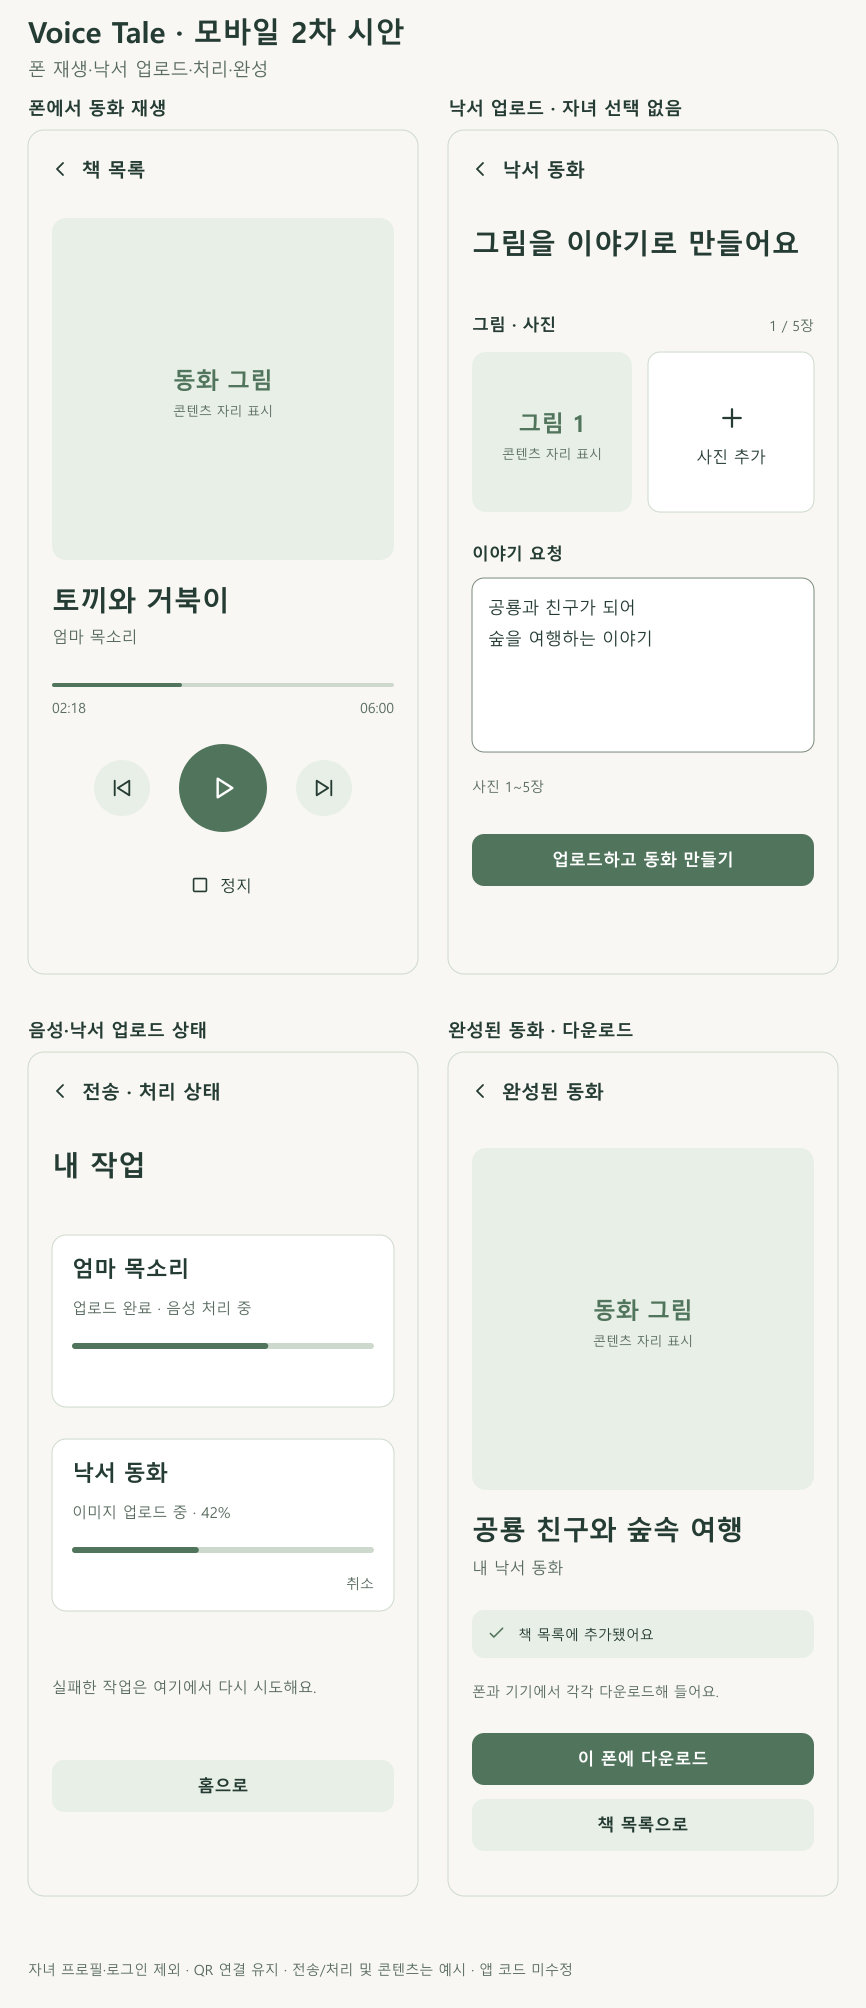 Voice Tale · 모바일 2차 시안
폰 재생·낙서 업로드·처리·완성
폰에서 동화 재생
책 목록
동화 그림
콘텐츠 자리 표시
토끼와 거북이
엄마 목소리
02:18
06:00
정지
낙서 업로드 · 자녀 선택 없음
낙서 동화
그림을 이야기로 만들어요
그림 · 사진
1 / 5장
그림 1
콘텐츠 자리 표시
사진 추가
이야기 요청
공룡과 친구가 되어
숲을 여행하는 이야기
사진 1~5장
업로드하고 동화 만들기
음성·낙서 업로드 상태
전송 · 처리 상태
내 작업
엄마 목소리
업로드 완료 · 음성 처리 중
낙서 동화
이미지 업로드 중 · 42%
취소
실패한 작업은 여기에서 다시 시도해요.
홈으로
완성된 동화 · 다운로드
완성된 동화
동화 그림
콘텐츠 자리 표시
공룡 친구와 숲속 여행
내 낙서 동화
책 목록에 추가됐어요
폰과 기기에서 각각 다운로드해 들어요.
이 폰에 다운로드
책 목록으로
자녀 프로필·로그인 제외 · QR 연결 유지 · 전송/처리 및 콘텐츠는 예시 · 앱 코드 미수정